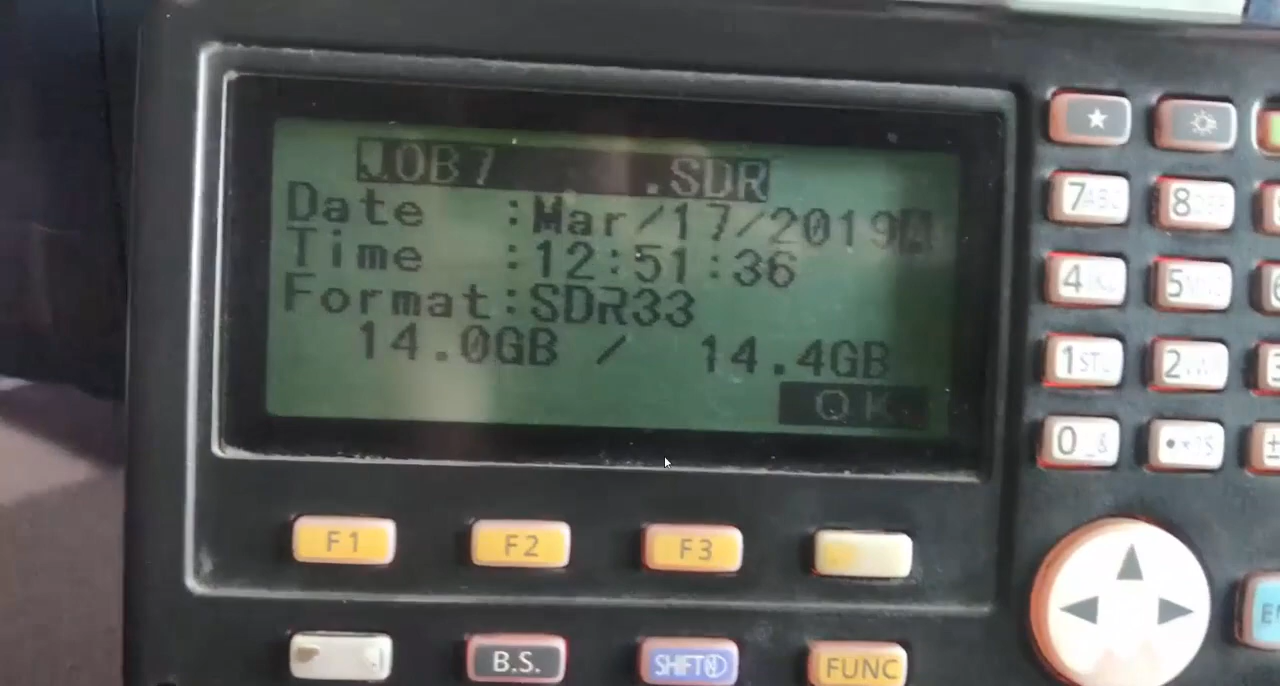 JOB7 .SDR
Date :Mar/17/2019
Time :12:51:36
Format:SDR33
14.0GB / 14.4GB
OK
7
8
4
5
1
2
0
F1 F2 F3
B.S. SHIFT FUNC